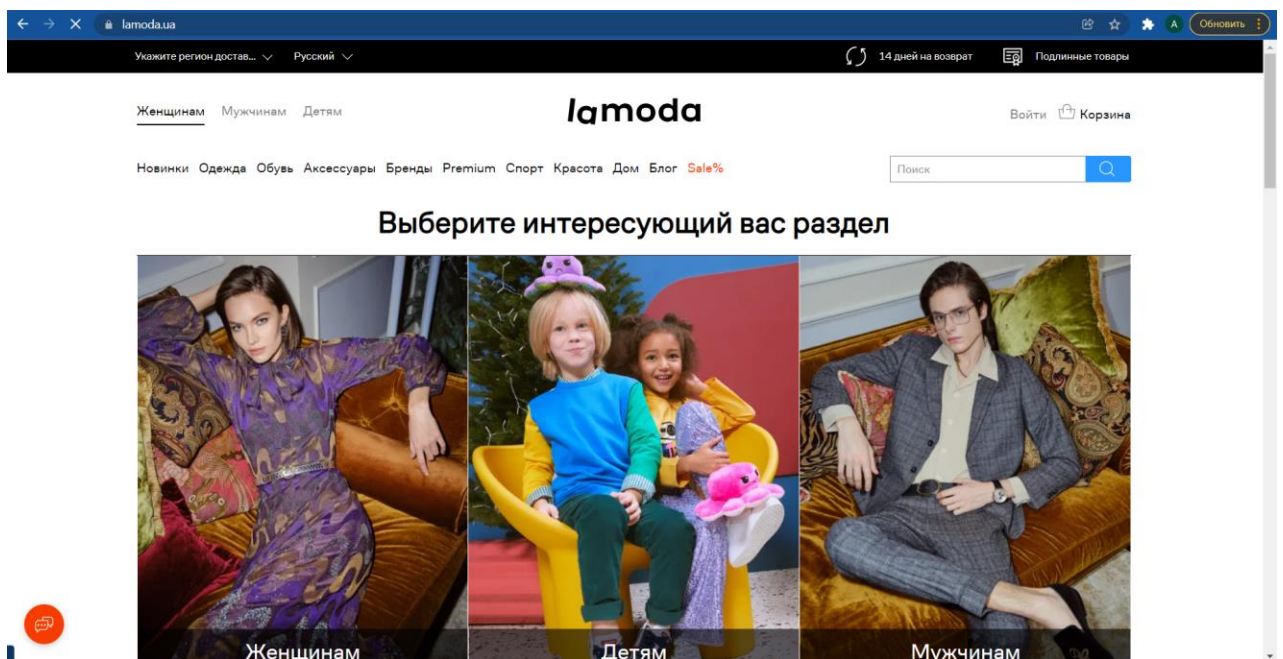 lamoda.ua
A
Обновить
Укажите регион достав...
Русский
14 дней на возврат
Подлинные товары
Женщинам Мужчинам Детям
lamoda
Войти Корзина
Новинки Одежда Обувь Аксессуары Бренды Premium Спорт Красота Дом Блог Sale%
Поиск
Выберите интересующий вас раздел
Женщинам
Детям
Мужчинам